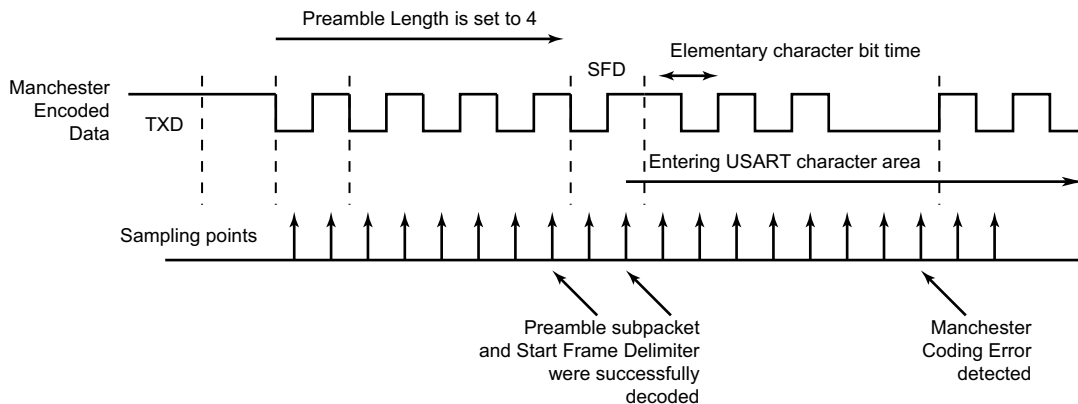 Preamble Length is set to 4
Elementary character bit time
SFD
Manchester
Encoded
Data
TXD
Entering USART character area
Sampling points
Preamble subpacket
and Start Frame Delimiter
were successfully
decoded
Manchester
Coding Error
detected